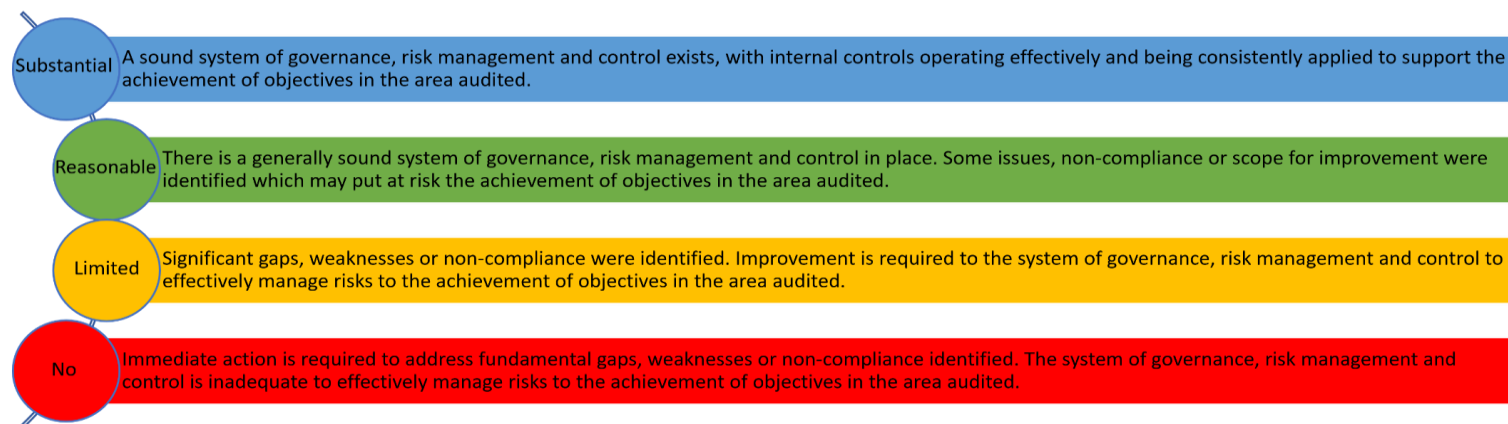 Substantial
A sound system of governance, risk management and control exists, with internal controls operating effectively and being consistently applied to support the
achievement of objectives in the area audited.
Reasonable
There is a generally sound system of governance, risk management and control in place. Some issues, non-compliance or scope for improvement were
identified which may put at risk the achievement of objectives in the area audited.
Limited
Significant gaps, weaknesses or non-compliance were identified. Improvement is required to the system of governance, risk management and control to
effectively manage risks to the achievement of objectives in the area audited.
No
Immediate action is required to address fundamental gaps, weaknesses or non-compliance identified. The system of governance, risk management and
control is inadequate to effectively manage risks to the achievement of objectives in the area audited.